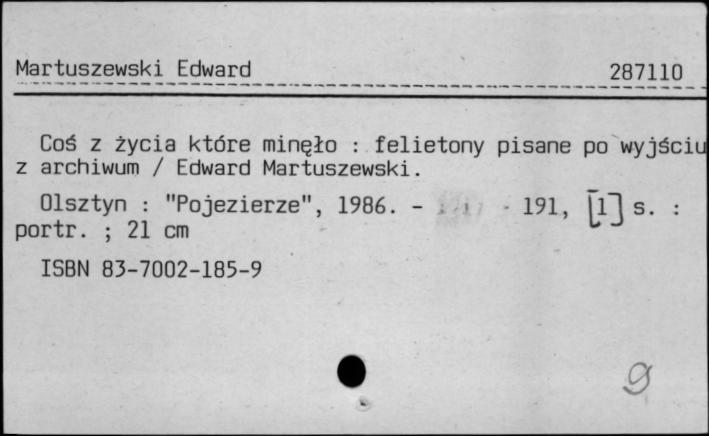 Martuszewski Edward 287110
Coś z życia które minęło : felietony pisane po wyjściu
z archiwum / Edward Martuszewski.
Olsztyn : "Pojezierze", 1986. - 191, [1] s. :
portr. ; 21 cm
ISBN 83-7002-185-9
9